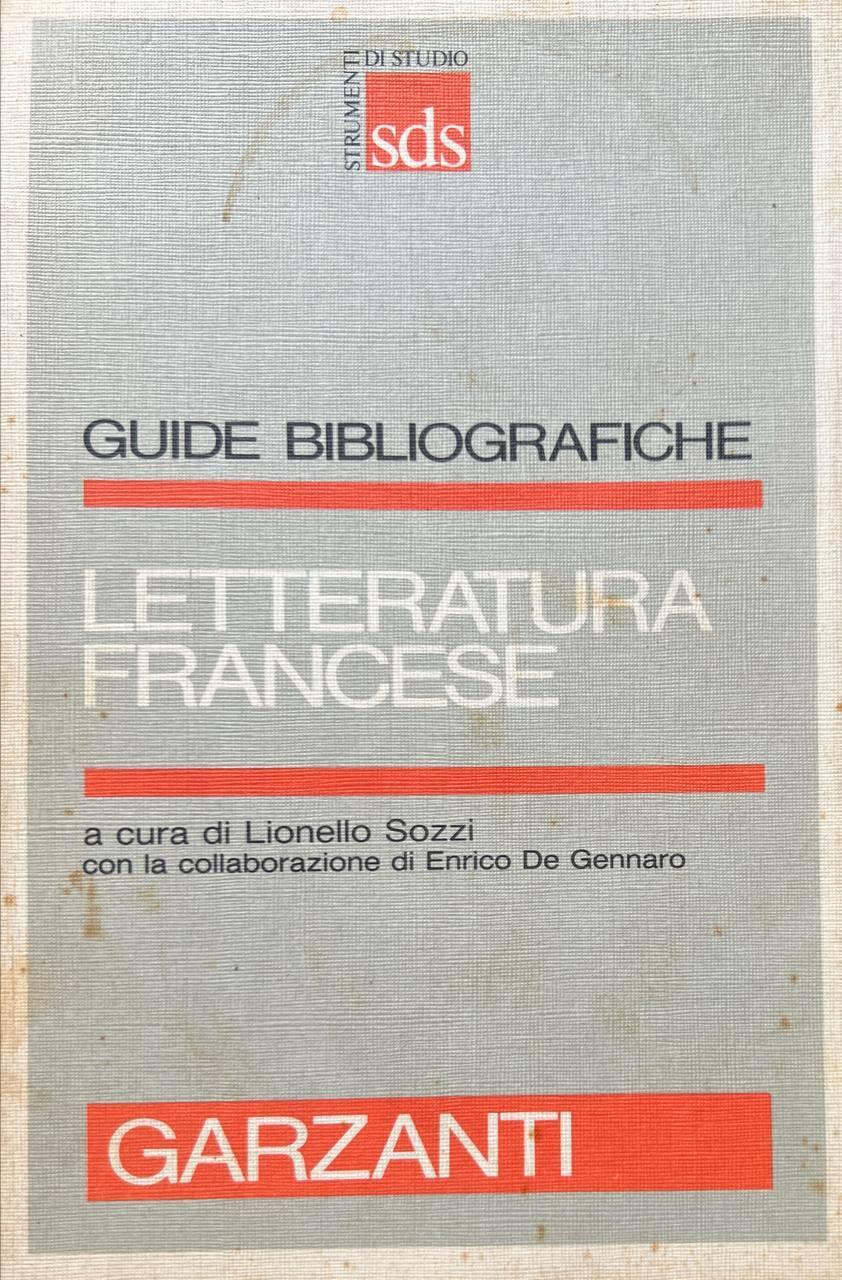 STRUMENTI
DI STUDIO
sds
GUIDE BIBLIOGRAFICHE
LETTERATURA
FRANCESE
a cura di Lionello Sozzi
con la collaborazione di Enrico De Gennaro
GARZANTI